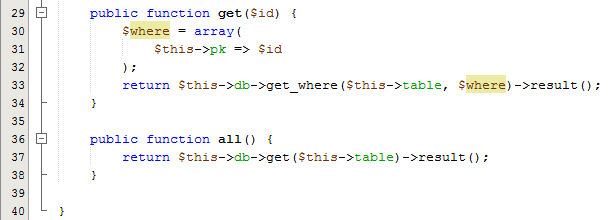 29 public function get($id) {
30 $where = array(
31 $this->pk => $id
32 );
33 return $this->db->get_where($this->table, $where)->result();
34 }
35
36 public function all() {
37 return $this->db->get($this->table)->result();
38 }
39
40 }